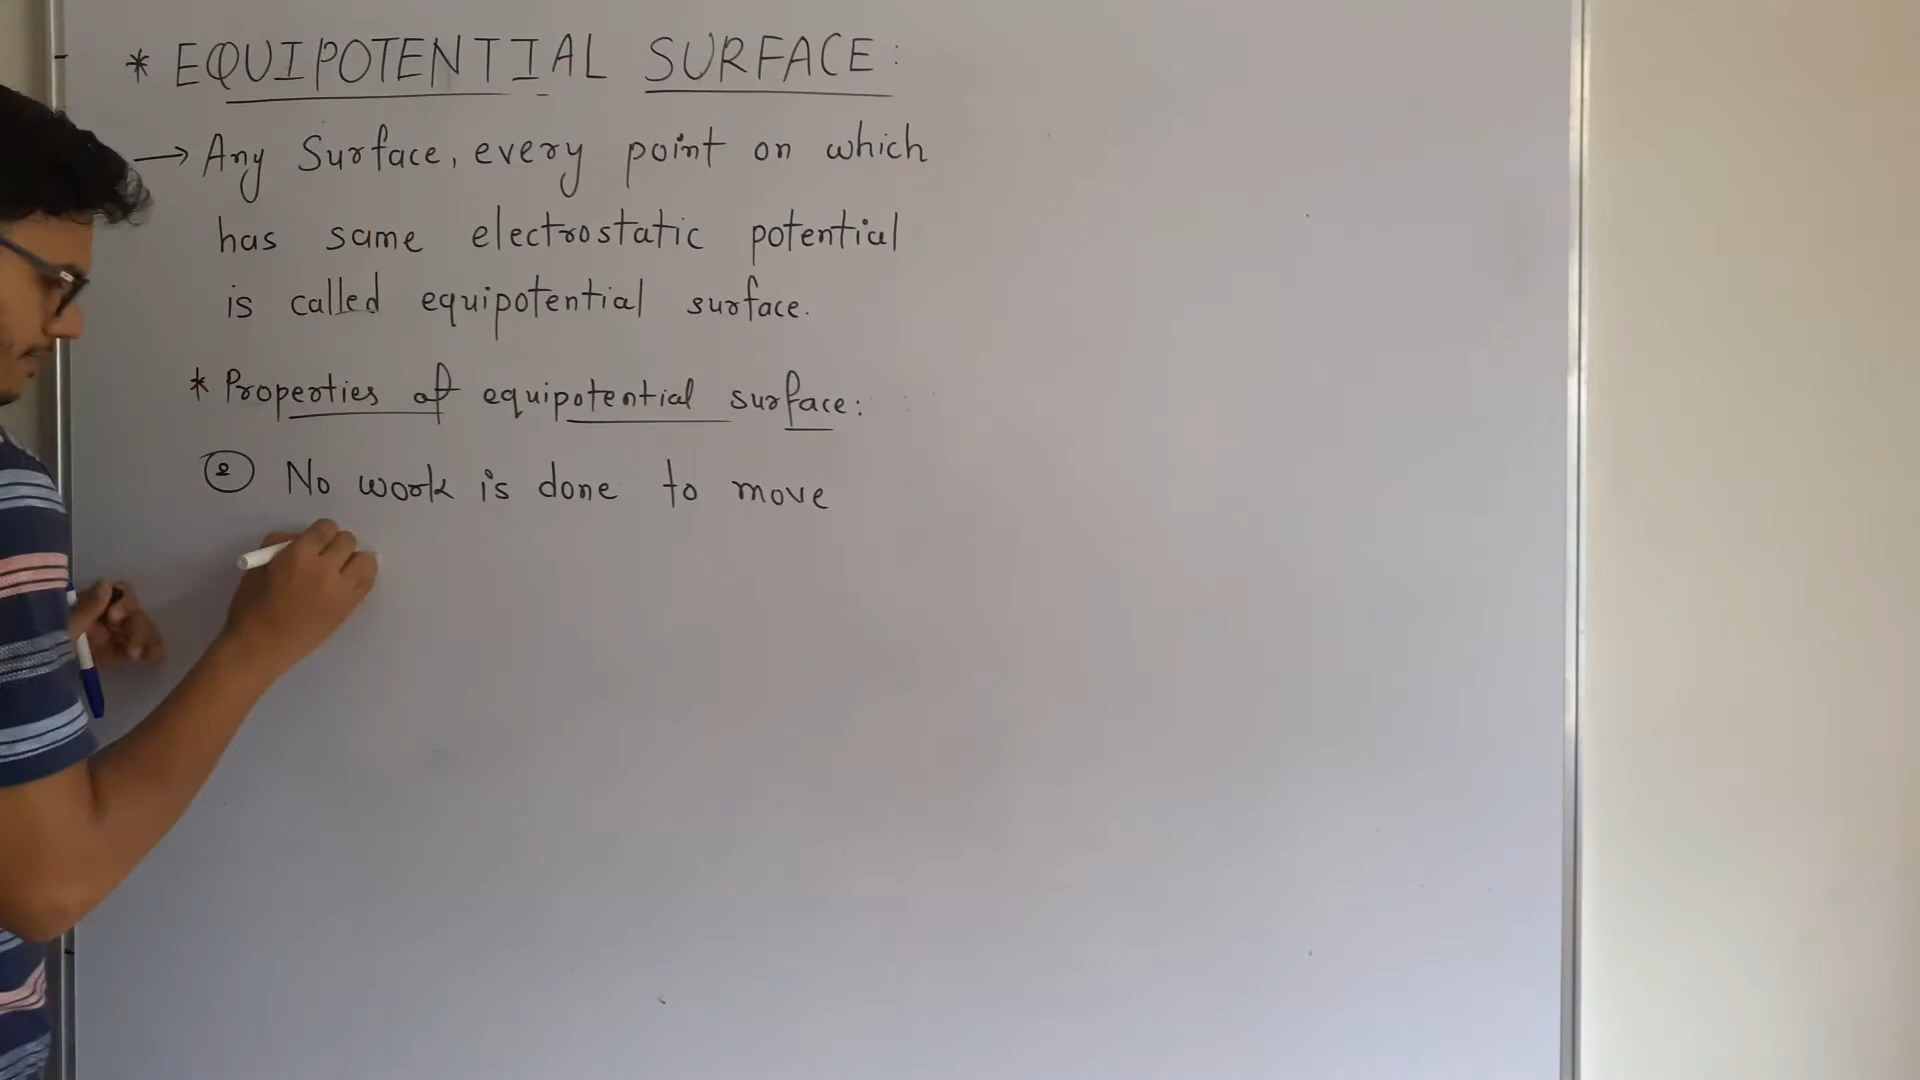 * EQUIPOTENTIAL SURFACE:
→ Any Surface, every point on which
has same electrostatic potential
is called equipotential surface.
* Properties of equipotential surface:
② No work is done to move